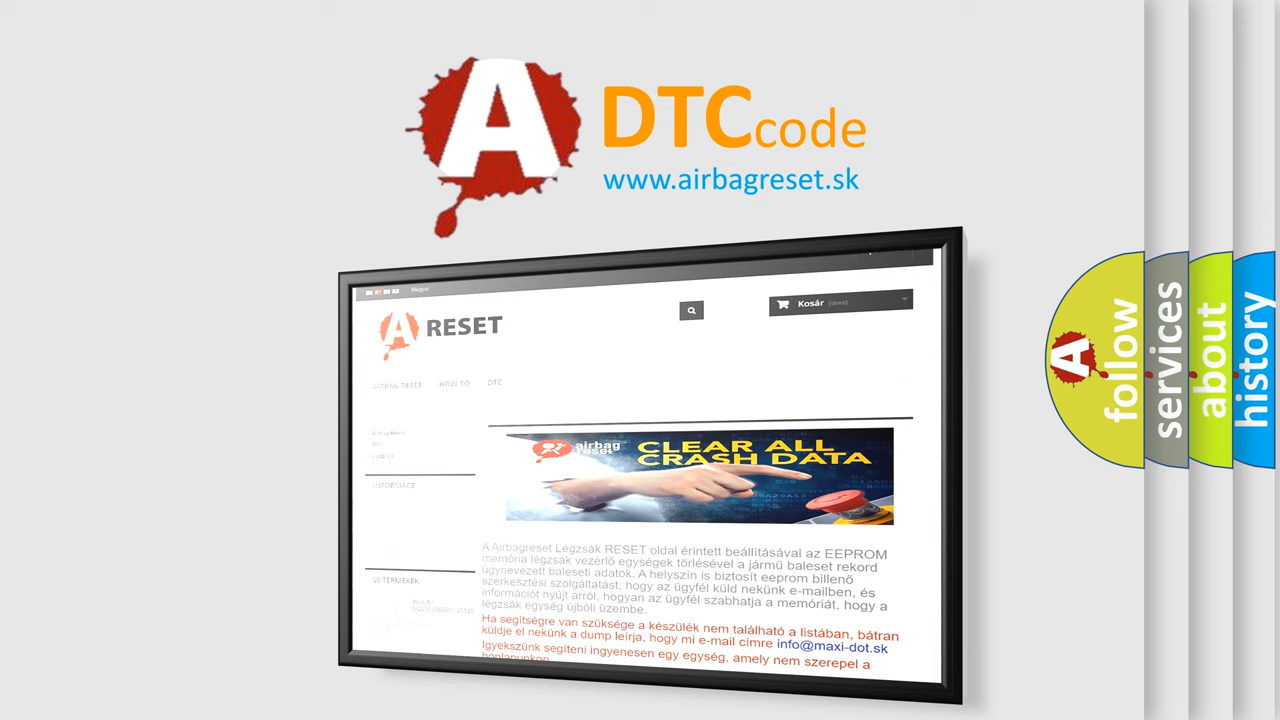 A
DTCcode
www.airbagreset.sk
Magyar
A RESET
Kosár (üres)
AIRBAG RESET HOW TO DTC
INFORMACE
airbag
reset
CLEAR ALL
CRASH DATA
A Airbagreset Légzsák RESET oldal érintett beállításával az EEPROM
memória légzsák vezérlő egységek törlésével a jármű baleset rekord
úgynevezett baleseti adatok. A helyszín is biztosít eeprom billenő
szerkesztési szolgáltatást, hogy az ügyfél küld nekünk e-mailben, és
információt nyújt arról, hogyan az ügyfél szabhatja a memóriát, hogy a
légzsák egység újbóli üzembe.
Ha segítségre van szüksége a készülék nem található a listában, bátran
küldje el nekünk a dump leírja, hogy mi e-mail címre info@maxi-dot.sk
Igyekszünk segíteni ingyenesen egy egység, amely nem szerepel a
honlapunkon
ÚJ TERMÉKEK
A
follow
services
about
history